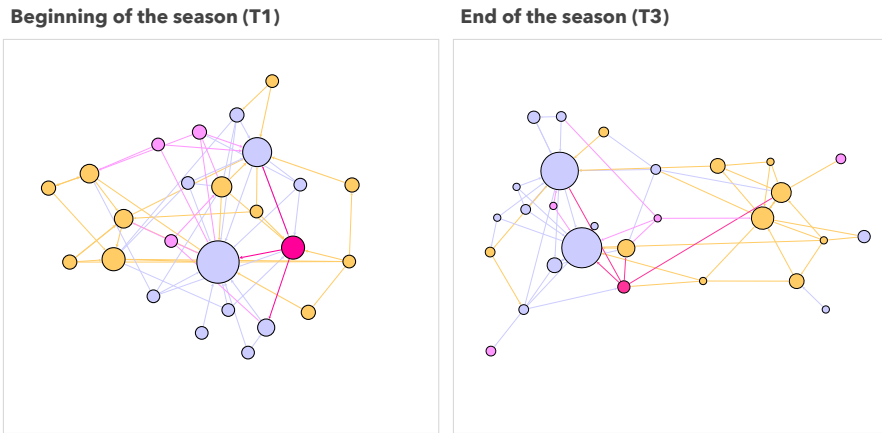 Beginning of the season (T1)
End of the season (T3)